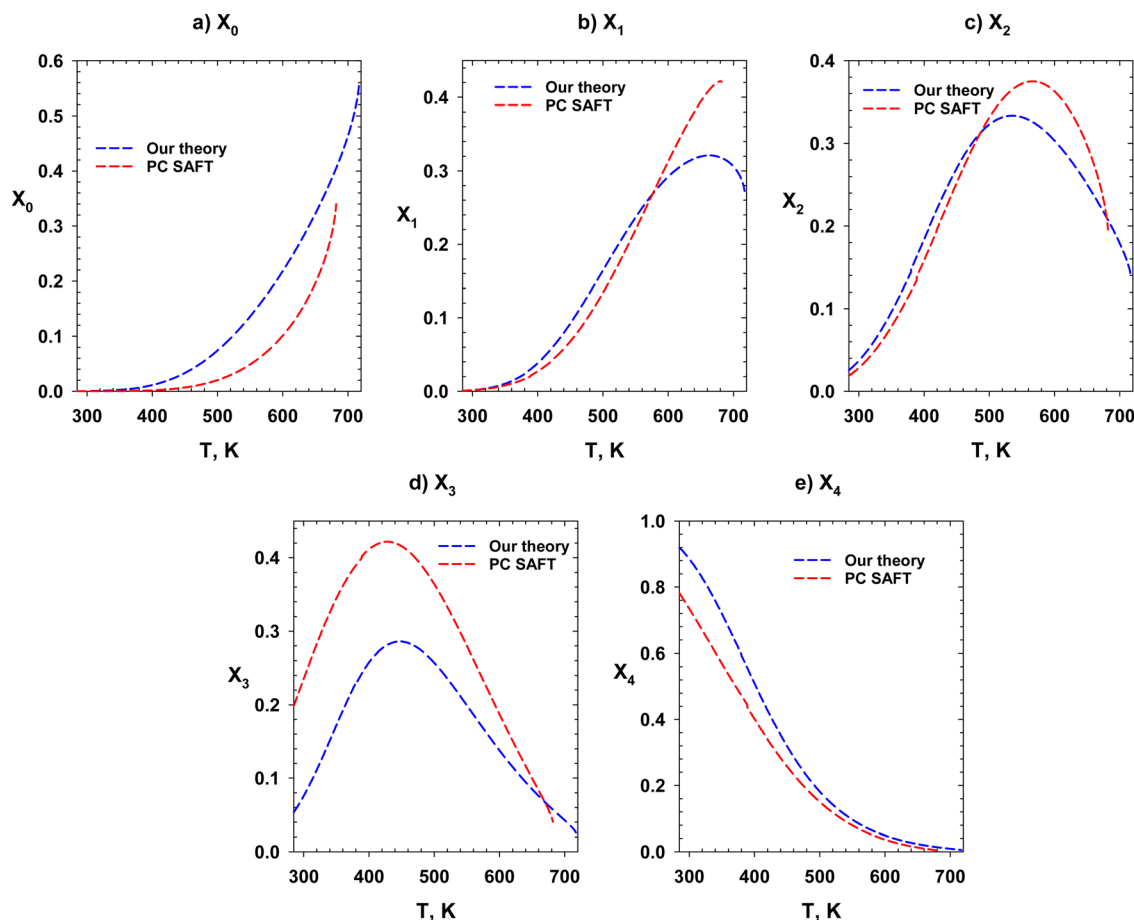 a) X₀
b) X₁
c) X₂
0.6
0.5
0.4
0.3
0.2
0.1
0.0
X₀
Our theory
PC SAFT
300 400 500 600 700
T, K
0.4
0.3
0.2
0.1
0.0
X₁
Our theory
PC SAFT
300 400 500 600 700
T, K
0.4
0.3
0.2
0.1
0.0
X₂
Our theory
PC SAFT
300 400 500 600 700
T, K
d) X₃
e) X₄
0.4
0.3
0.2
0.1
0.0
X₃
Our theory
PC SAFT
300 400 500 600 700
T, K
1.0
0.8
0.6
0.4
0.2
0.0
X₄
Our theory
PC SAFT
300 400 500 600 700
T, K